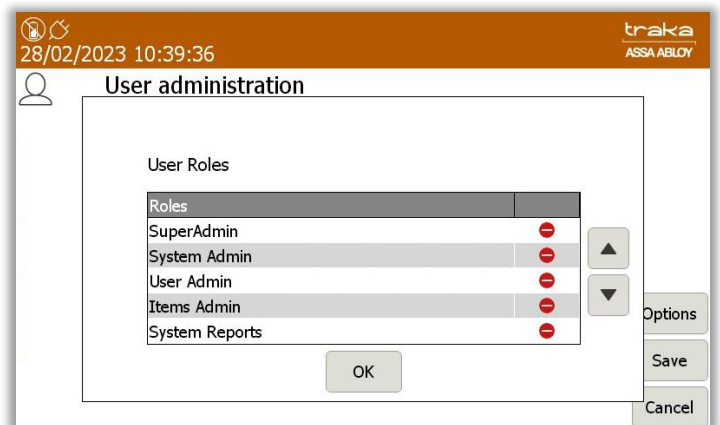 traka
28/02/2023 10:39:36
ASSA ABLOY
User administration
User Roles
Roles
SuperAdmin
System Admin
User Admin
Items Admin
System Reports
Options
Save
OK
Cancel